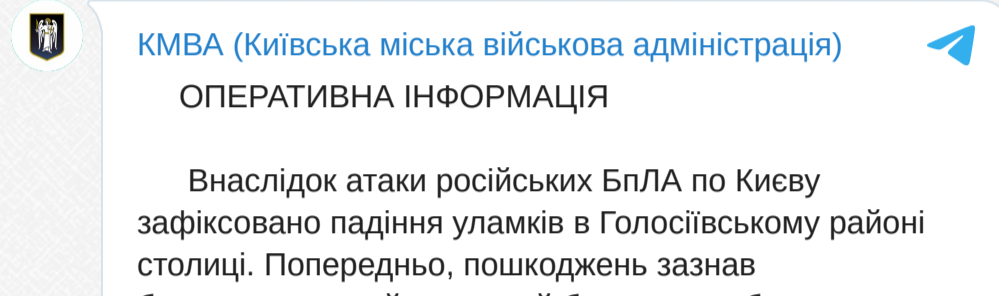 КМВА (Київська міська військова адміністрація)
ОПЕРАТИВНА ІНФОРМАЦІЯ
Внаслідок атаки російських БпЛА по Києву
зафіксовано падіння уламків в Голосіївському районі
столиці. Попередньо, пошкоджень зазнав